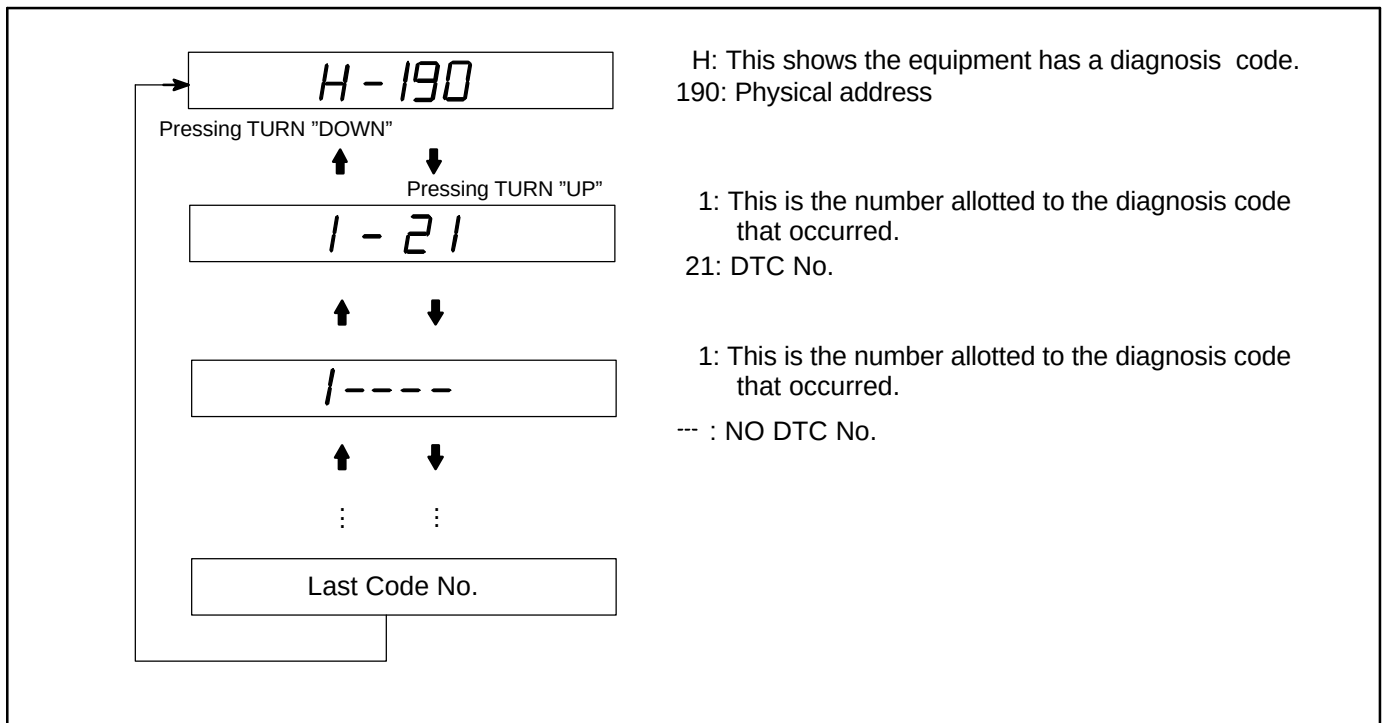 H-190
H: This shows the equipment has a diagnosis code.
190: Physical address
Pressing TURN ”DOWN”
Pressing TURN ”UP”
1-21
1: This is the number allotted to the diagnosis code
that occurred.
21: DTC No.
1----
1: This is the number allotted to the diagnosis code
that occurred.
--- : NO DTC No.
Last Code No.